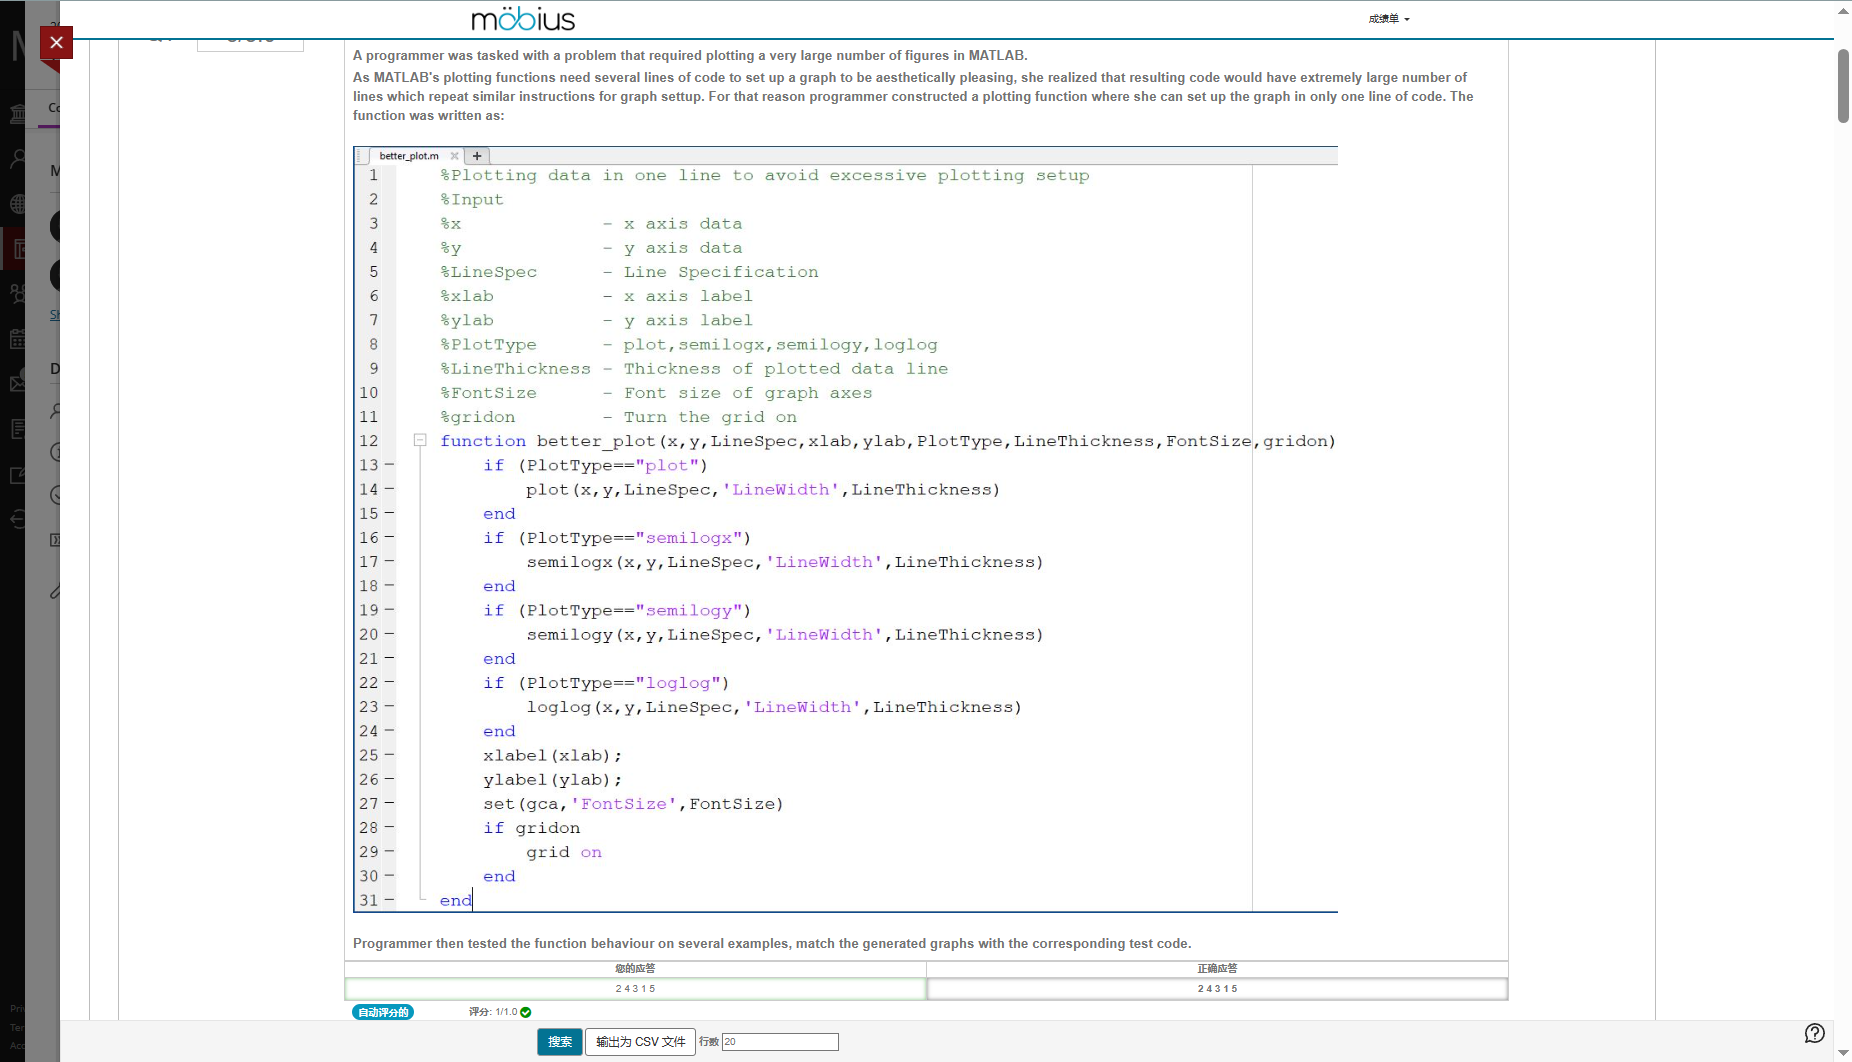 möbius
成绩单
A programmer was tasked with a problem that required plotting a very large number of figures in MATLAB.
As MATLAB's plotting functions need several lines of code to set up a graph to be aesthetically pleasing, she realized that resulting code would have extremely large number of
lines which repeat similar instructions for graph settup. For that reason programmer constructed a plotting function where she can set up the graph in only one line of code. The
function was written as:
better_plot.m
1 %Plotting data in one line to avoid excessive plotting setup
2 %Input
3 %x - x axis data
4 %y - y axis data
5 %LineSpec - Line Specification
6 %xlab - x axis label
7 %ylab - y axis label
8 %PlotType - plot,semilogx,semilogy,loglog
9 %LineThickness - Thickness of plotted data line
10 %FontSize - Font size of graph axes
11 %gridon - Turn the grid on
12 function better_plot(x,y,LineSpec,xlab,ylab,PlotType,LineThickness,FontSize,gridon)
13 – if (PlotType=="plot")
14 – plot(x,y,LineSpec,'LineWidth',LineThickness)
15 – end
16 – if (PlotType=="semilogx")
17 – semilogx(x,y,LineSpec,'LineWidth',LineThickness)
18 – end
19 – if (PlotType=="semilogy")
20 – semilogy(x,y,LineSpec,'LineWidth',LineThickness)
21 – end
22 – if (PlotType=="loglog")
23 – loglog(x,y,LineSpec,'LineWidth',LineThickness)
24 – end
25 – xlabel(xlab);
26 – ylabel(ylab);
27 – set(gca,'FontSize',FontSize)
28 – if gridon
29 – grid on
30 – end
31 – end
Programmer then tested the function behaviour on several examples, match the generated graphs with the corresponding test code.
您的应答 正确应答
2 4 3 1 5 2 4 3 1 5
自动评分的 评分: 1/1.0
搜索 输出为 CSV 文件 行数 20